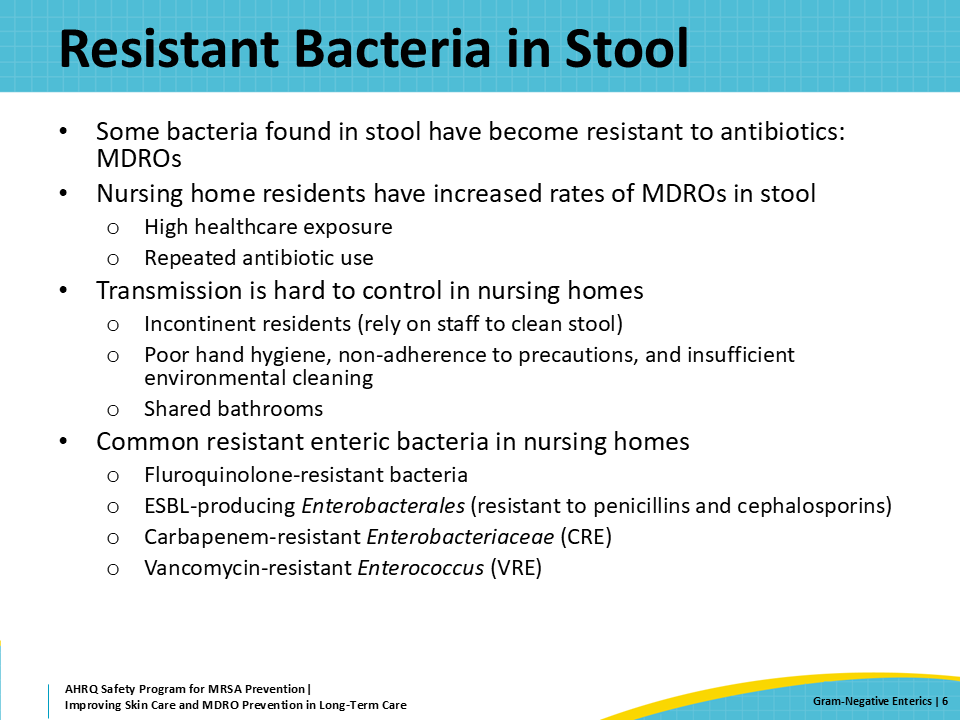 Resistant Bacteria in Stool
• Some bacteria found in stool have become resistant to antibiotics:
MDROs
• Nursing home residents have increased rates of MDROs in stool
o High healthcare exposure
o Repeated antibiotic use
• Transmission is hard to control in nursing homes
o Incontinent residents (rely on staff to clean stool)
o Poor hand hygiene, non-adherence to precautions, and insufficient
environmental cleaning
o Shared bathrooms
• Common resistant enteric bacteria in nursing homes
o Fluroquinolone-resistant bacteria
o ESBL-producing Enterobacterales (resistant to penicillins and cephalosporins)
o Carbapenem-resistant Enterobacteriaceae (CRE)
o Vancomycin-resistant Enterococcus (VRE)
AHRQ Safety Program for MRSA Prevention|
Improving Skin Care and MDRO Prevention in Long-Term Care
Gram-Negative Enterics | 6